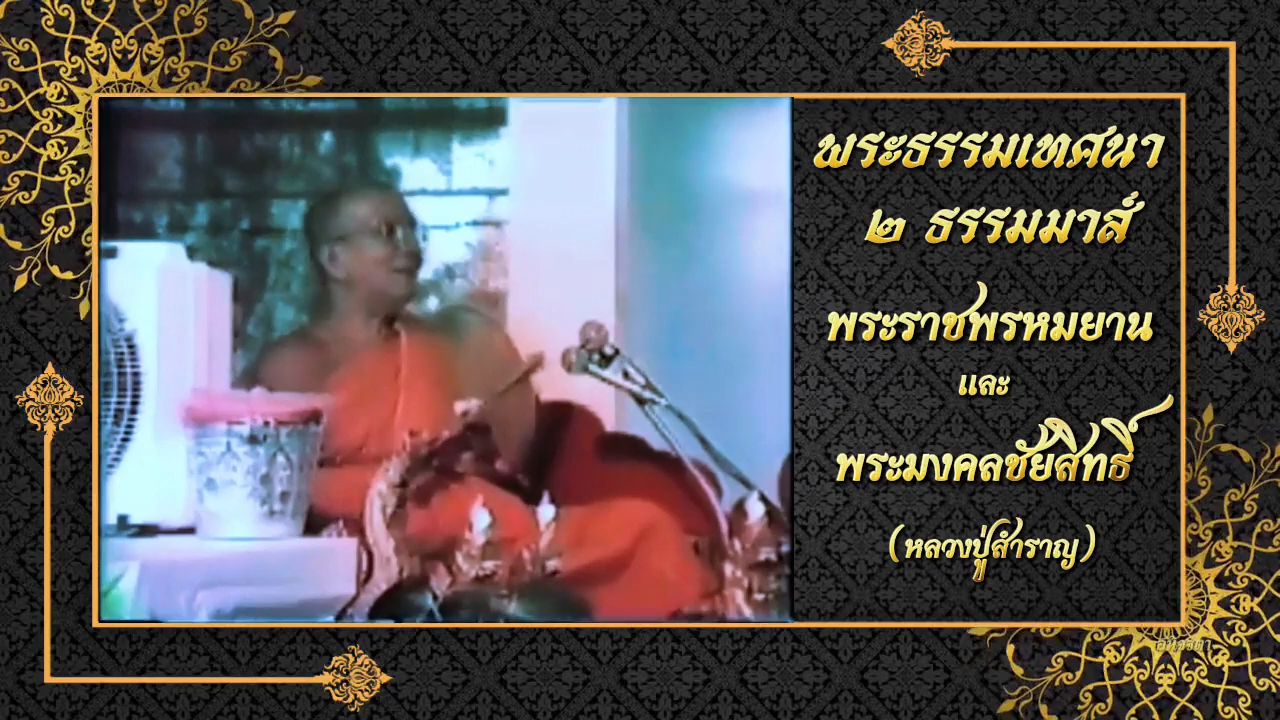 พระธรรมเทศนา
๒ ธรรมมาส์
พระราชพรหมยาน
และ
พระมงคลชัยสิทธิ์
(หลวงปู่สำราญ)